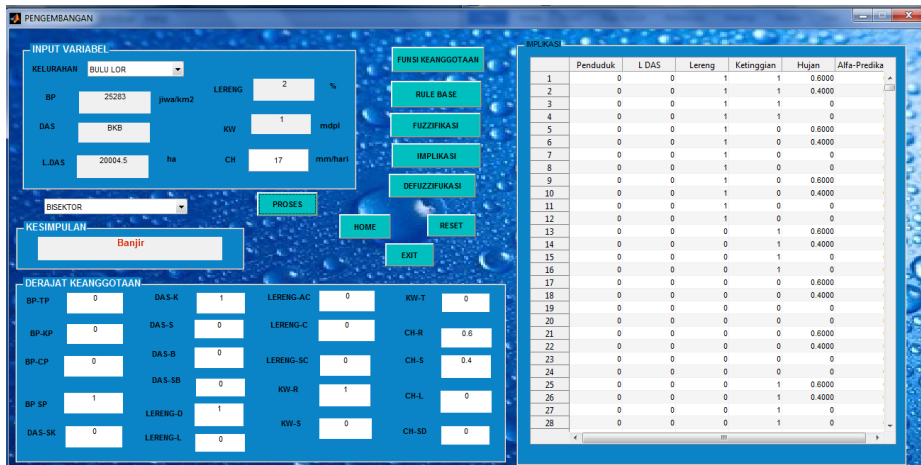 PENGEMBANGAN
INPUT VARIABEL
KELURAHAN BULU LOR
BP 25283 jiwa/km2
DAS BKB
L.DAS 20004.5 ha
LERENG 2 %
KW 1 mdpl
CH 17 mm/hari
BISEKTOR
PROSES
KESIMPULAN
Banjir
FUNSI KEANGGOTAAN
RULE BASE
FUZZIFIKASI
IMPLIKASI
DEFUZZIFUKASI
HOME
RESET
EXIT
DERAJAT KEANGGOTAAN
BP-TP 0
BP-KP 0
BP-CP 0
BP SP 1
DAS-SK 0
DAS-K 1
DAS-S 0
DAS-B 0
DAS-SB 0
LERENG-D 1
LERENG-L 0
LERENG-AC 0
LERENG-C 0
LERENG-SC 0
KW-R 1
KW-S 0
KW-T 0
CH-R 0.6
CH-S 0.4
CH-L 0
CH-SD 0
IMPLIKASI
Penduduk L DAS Lereng Ketinggian Hujan Alfa-Predika
1 0 0 1 1 0.6000
2 0 0 1 1 0.4000
3 0 0 1 1 0
4 0 0 1 1 0
5 0 0 1 0 0.6000
6 0 0 1 0 0.4000
7 0 0 1 0 0
8 0 0 1 0 0
9 0 0 1 0 0.6000
10 0 0 1 0 0.4000
11 0 0 1 0 0
12 0 0 1 0 0
13 0 0 0 1 0.6000
14 0 0 0 1 0.4000
15 0 0 0 1 0
16 0 0 0 1 0
17 0 0 0 0 0.6000
18 0 0 0 0 0.4000
19 0 0 0 0 0
20 0 0 0 0 0
21 0 0 0 0 0.6000
22 0 0 0 0 0.4000
23 0 0 0 0 0
24 0 0 0 0 0
25 0 0 0 1 0.6000
26 0 0 0 1 0.4000
27 0 0 0 1 0
28 0 0 0 1 0